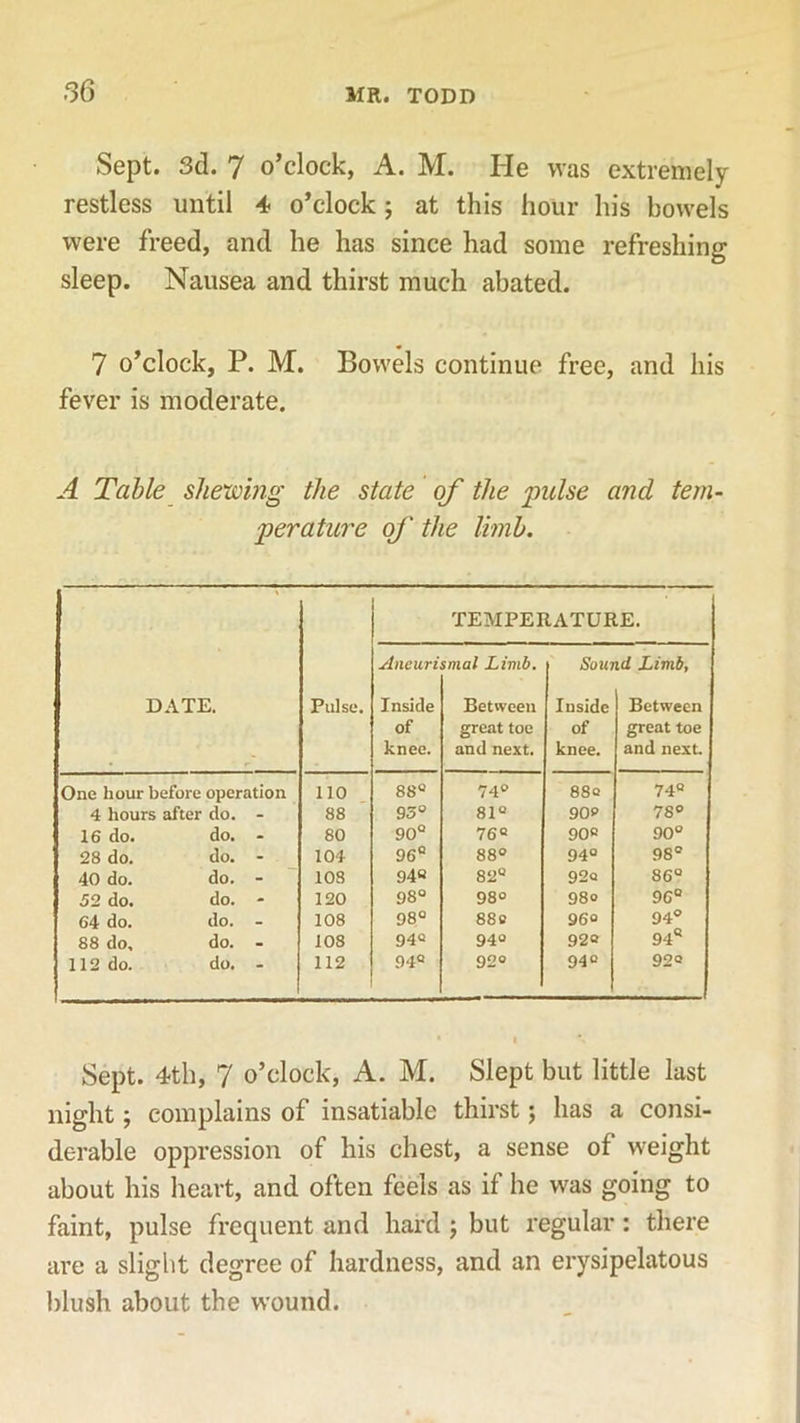 36 MR. TODD
Sept. 3d. 7 o’clock, A. M. He was extremely
restless until 4 o’clock ; at this hour his bowels
were freed, and he has since had some refreshing
sleep. Nausea and thirst much abated.
7 o’clock, P. M. Bowels continue free, and his
fever is moderate.
A Table shewing the state of the pulse and tem-
perature of the limb.
TEMPERATURE.
Aneurismal Limb. Sound Limb,
DATE. Pulse. Inside Between Inside Between
of great toe of great toe
knee. and next. knee. and next.
One hour before operation 110 88° 74° 88° 74°
4 hours after do. - 88 93° 81° 90° 78°
16 do. do. - 80 90° 76° 90° 90°
28 do. do. - 104 96° 88° 94° 98°
40 do. do. - 108 94° 82° 92° 86°
52 do. do. - 120 98° 98° 98° 96°
64 do. do. - 108 98° 88° 96° 94°
88 do, do. - 108 94° 94° 92° 94°
112 do. do. - 112 94° 92° 94° 92°
Sept. 4th, 7 o’clock, A. M. Slept but little last
night ; complains of insatiable thirst ; has a consi-
derable oppression of his chest, a sense of weight
about his heart, and often feels as if he was going to
faint, pulse frequent and hard ; but regular : there
are a slight degree of hardness, and an erysipelatous
blush about the wound.